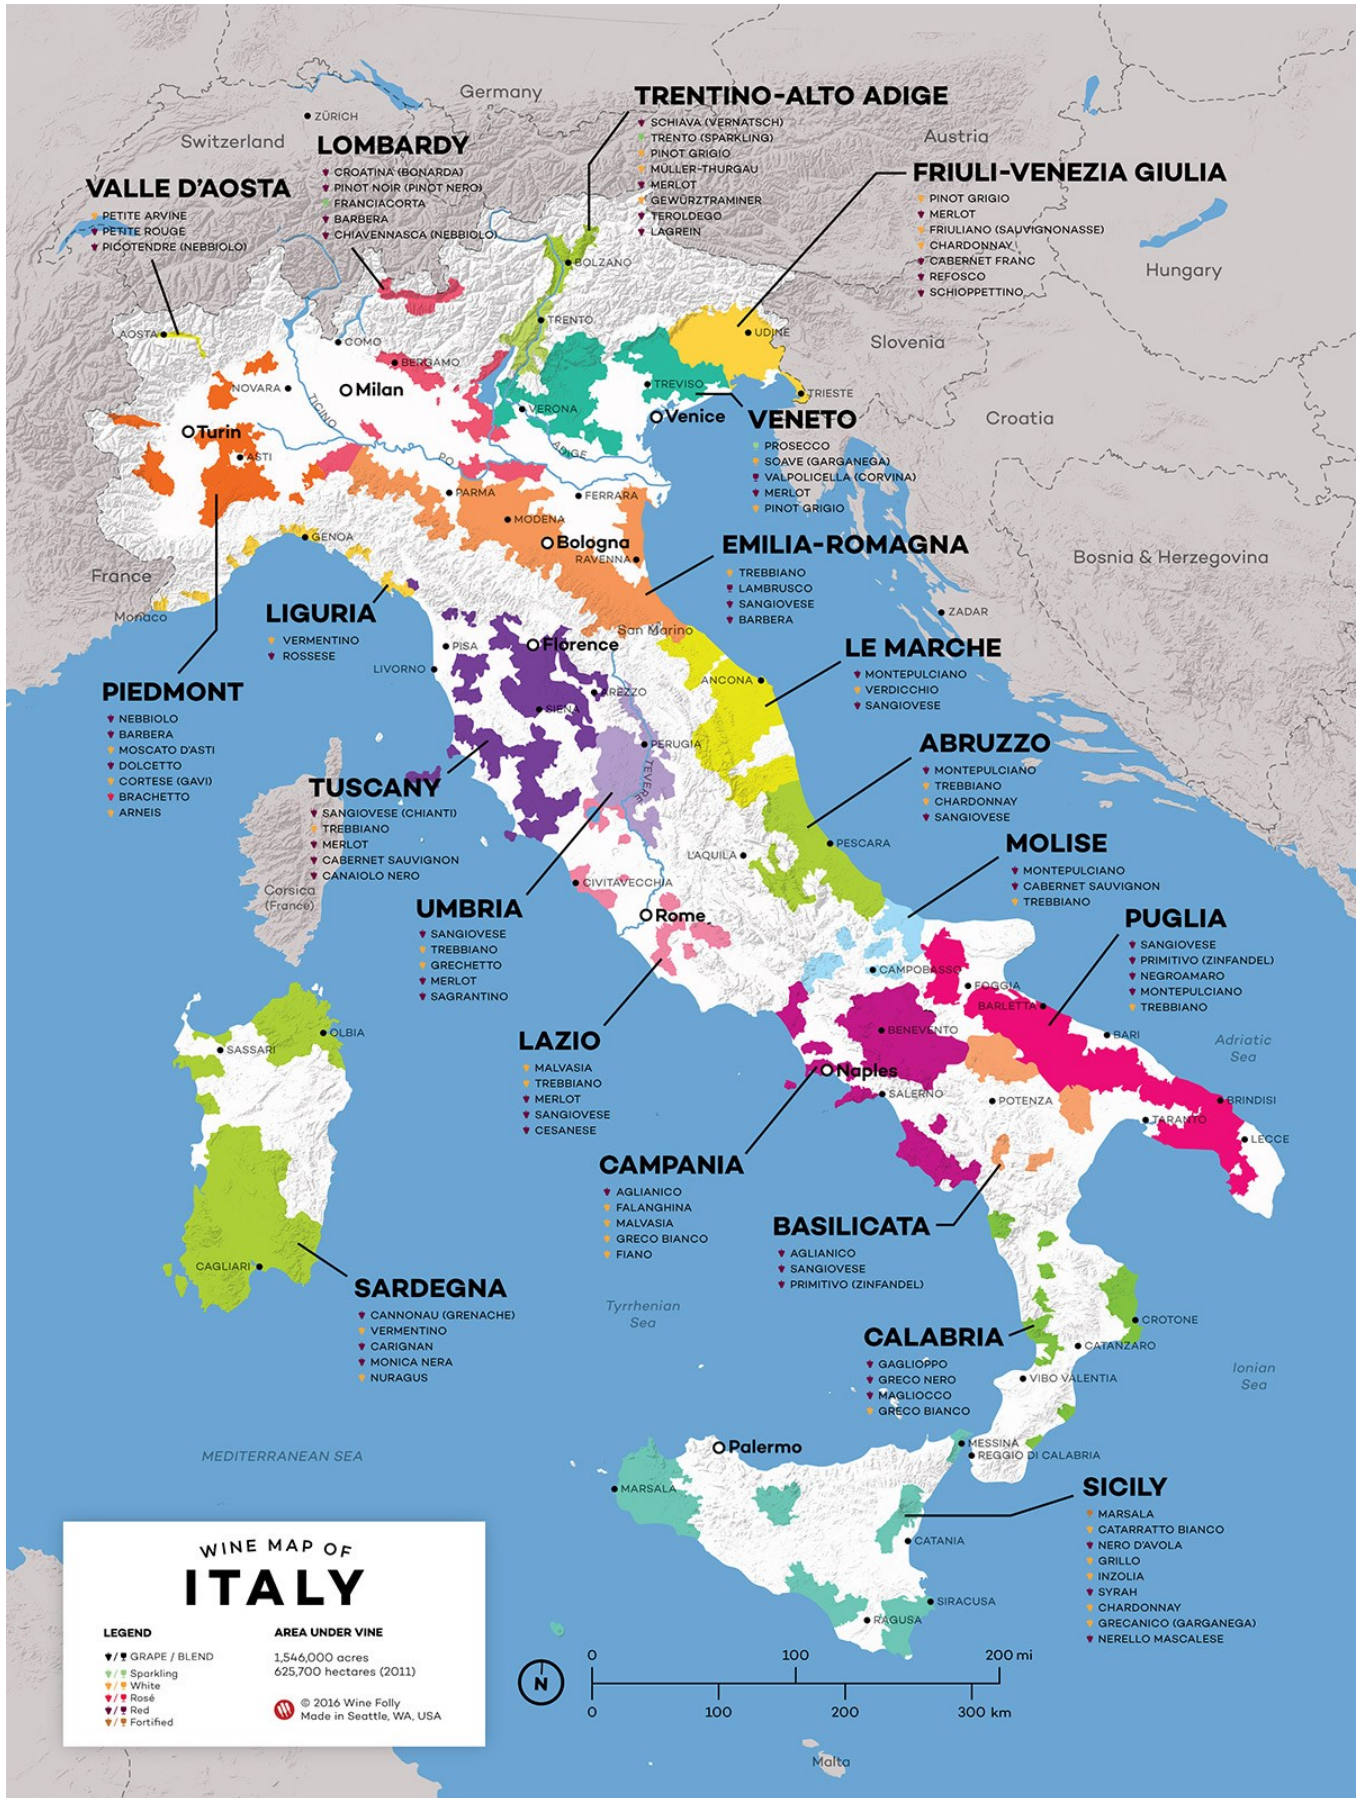 Germany
ZÜRICH
Switzerland
Austria
Hungary
Slovenia
Croatia
Bosnia & Herzegovina
France
Monaco
San Marino
Corsica
(France)
Malta
TRENTINO-ALTO ADIGE
SCHIAVA (VERNATSCH)
TRENTO (SPARKLING)
PINOT GRIGIO
MÜLLER-THURGAU
MERLOT
GEWÜRZTRAMINER
TEROLDEGO
LAGREIN
LOMBARDY
CROATINA (BONARDA)
PINOT NOIR (PINOT NERO)
FRANCIACORTA
BARBERA
CHIAVENNASCA (NEBBIOLO)
VALLE D'AOSTA
PETITE ARVINE
PETITE ROUGE
PICOTENDRE (NEBBIOLO)
FRIULI-VENEZIA GIULIA
PINOT GRIGIO
MERLOT
FRIULIANO (SAUVIGNONASSE)
CHARDONNAY
CABERNET FRANC
REFOSCO
SCHIOPPETTINO
BOLZANO
TRENTO
AOSTA
COMO
BERGAMO
UDINE
NOVARA
Milan
TICINO
TREVISO
TRIESTE
VERONA
Venice
Turin
ASTI
PO
ADIGE
VENETO
PROSECCO
SOAVE (GARGANEGA)
VALPOLICELLA (CORVINA)
MERLOT
PINOT GRIGIO
PARMA
FERRARA
MODENA
Bologna
RAVENNA
GENOA
EMILIA-ROMAGNA
TREBBIANO
LAMBRUSCO
SANGIOVESE
BARBERA
LIGURIA
VERMENTINO
ROSSESE
ZADAR
PISA
Florence
LIVORNO
AREZZO
SIENA
ANCONA
PERUGIA
TEVERE
LE MARCHE
MONTEPULCIANO
VERDICCHIO
SANGIOVESE
PIEDMONT
NEBBIOLO
BARBERA
MOSCATO D'ASTI
DOLCETTO
CORTESE (GAVI)
BRACHETTO
ARNEIS
ABRUZZO
MONTEPULCIANO
TREBBIANO
CHARDONNAY
SANGIOVESE
TUSCANY
SANGIOVESE (CHIANTI)
TREBBIANO
MERLOT
CABERNET SAUVIGNON
CANAIOLO NERO
PESCARA
L'AQUILA
CIVITAVECCHIA
Rome
MOLISE
MONTEPULCIANO
CABERNET SAUVIGNON
TREBBIANO
UMBRIA
SANGIOVESE
TREBBIANO
GRECHETTO
MERLOT
SAGRANTINO
PUGLIA
SANGIOVESE
PRIMITIVO (ZINFANDEL)
NEGROAMARO
MONTEPULCIANO
TREBBIANO
CAMPOBASSO
FOGGIA
BARLETTA
BARI
BENEVENTO
Naples
SALERNO
POTENZA
BRINDISI
TARANTO
LECCE
Adriatic
Sea
LAZIO
MALVASIA
TREBBIANO
MERLOT
SANGIOVESE
CESANESE
OLBIA
SASSARI
CAGLIARI
CAMPANIA
AGLIANICO
FALANGHINA
MALVASIA
GRECO BIANCO
FIANO
BASILICATA
AGLIANICO
SANGIOVESE
PRIMITIVO (ZINFANDEL)
SARDEGNA
CANNONAU (GRENACHE)
VERMENTINO
CARIGNAN
MONICA NERA
NURAGUS
Tyrrhenian
Sea
CALABRIA
GAGLIOPPO
GRECO NERO
MAGLIOCCO
GRECO BIANCO
CROTONE
CATANZARO
VIBO VALENTIA
Ionian
Sea
MESSINA
REGGIO DI CALABRIA
MEDITERRANEAN SEA
Palermo
MARSALA
CATANIA
SIRACUSA
RAGUSA
SICILY
MARSALA
CATARRATTO BIANCO
NERO D'AVOLA
GRILLO
INZOLIA
SYRAH
CHARDONNAY
GRECANICO (GARGANEGA)
NERELLO MASCALESE
WINE MAP OF
ITALY
LEGEND
GRAPE / BLEND
Sparkling
White
Rosé
Red
Fortified
AREA UNDER VINE
1,546,000 acres
625,700 hectares (2011)
© 2016 Wine Folly
Made in Seattle, WA, USA
N
0 100 200 mi
0 100 200 300 km